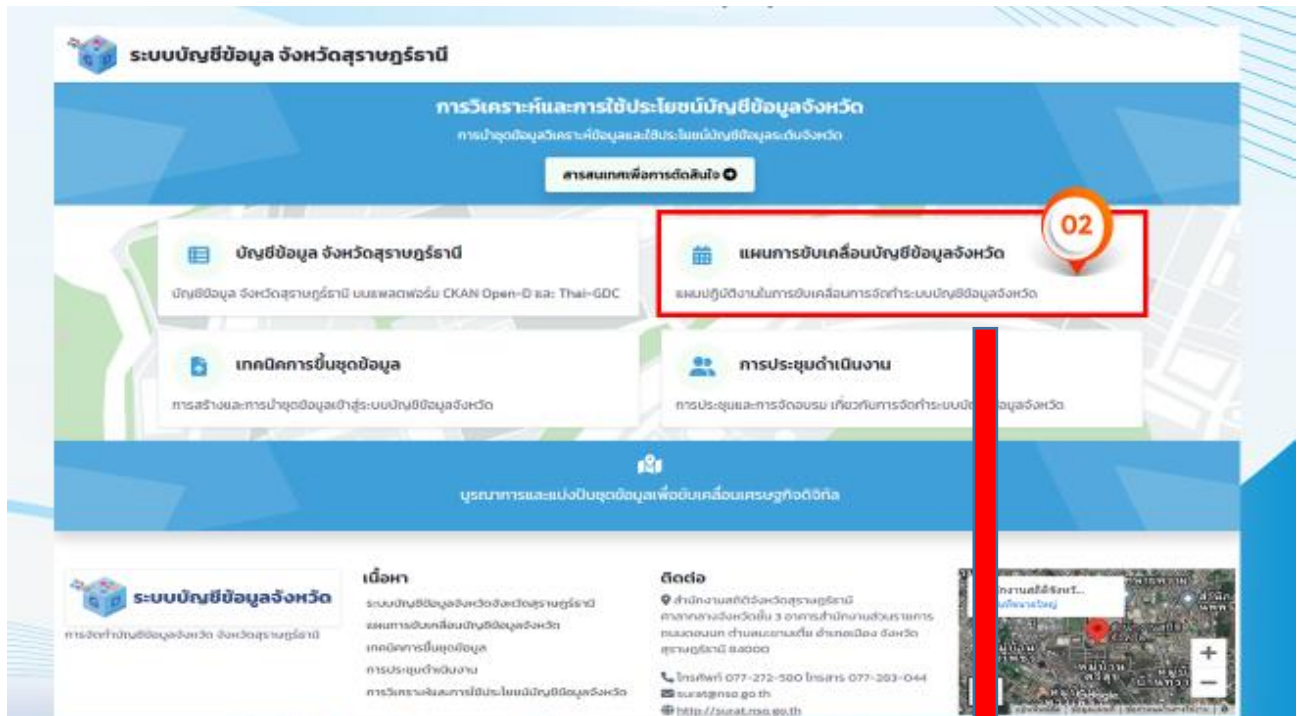 ระบบบัญชีข้อมูล จังหวัดสุราษฎร์ธานี
การวิเคราะห์และการใช้ประโยชน์บัญชีข้อมูลจังหวัด
การนำชุดข้อมูลวิเคราะห์ข้อมูลและใช้ประโยชน์บัญชีข้อมูลระดับจังหวัด
สารสนเทศเพื่อการตัดสินใจ
02
บัญชีข้อมูล จังหวัดสุราษฎร์ธานี
บัญชีข้อมูล จังหวัดสุราษฎร์ธานี บนแพลตฟอร์ม CKAN Open-D และ Thai-GDC
แผนการขับเคลื่อนบัญชีข้อมูลจังหวัด
แผนปฏิบัติงานในการขับเคลื่อนการจัดทำระบบบัญชีข้อมูลจังหวัด
เทคนิคการขึ้นชุดข้อมูล
การสร้างและการนำชุดข้อมูลเข้าสู่ระบบบัญชีข้อมูลจังหวัด
การประชุมดำเนินงาน
การประชุมและการจัดอบรม เกี่ยวกับการจัดทำระบบ
บูรณาการและแบ่งปันชุดข้อมูลเพื่อขับเคลื่อนเศรษฐกิจดิจิทัล
ระบบบัญชีข้อมูลจังหวัด
การจัดทำบัญชีข้อมูลจังหวัด จังหวัดสุราษฎร์ธานี
เนื้อหา
ระบบบัญชีข้อมูลจังหวัดจังหวัดสุราษฎร์ธานี
แผนการขับเคลื่อนบัญชีข้อมูลจังหวัด
เทคนิคการขึ้นชุดข้อมูล
การประชุมดำเนินงาน
การวิเคราะห์และการใช้ประโยชน์บัญชีข้อมูลจังหวัด
ติดต่อ
สำนักงานสถิติจังหวัดสุราษฎร์ธานี
ศาลากลางจังหวัดชั้น 3 อาคารสำนักงานส่วนราชการ
ถนนดอนนก ตำบลมะขามเตี้ย อำเภอเมือง จังหวัด
สุราษฎร์ธานี 84000
โทรศัพท์ 077-272-580 โทรสาร 077-283-044
surat@nso.go.th
http://surat.nso.go.th
Google